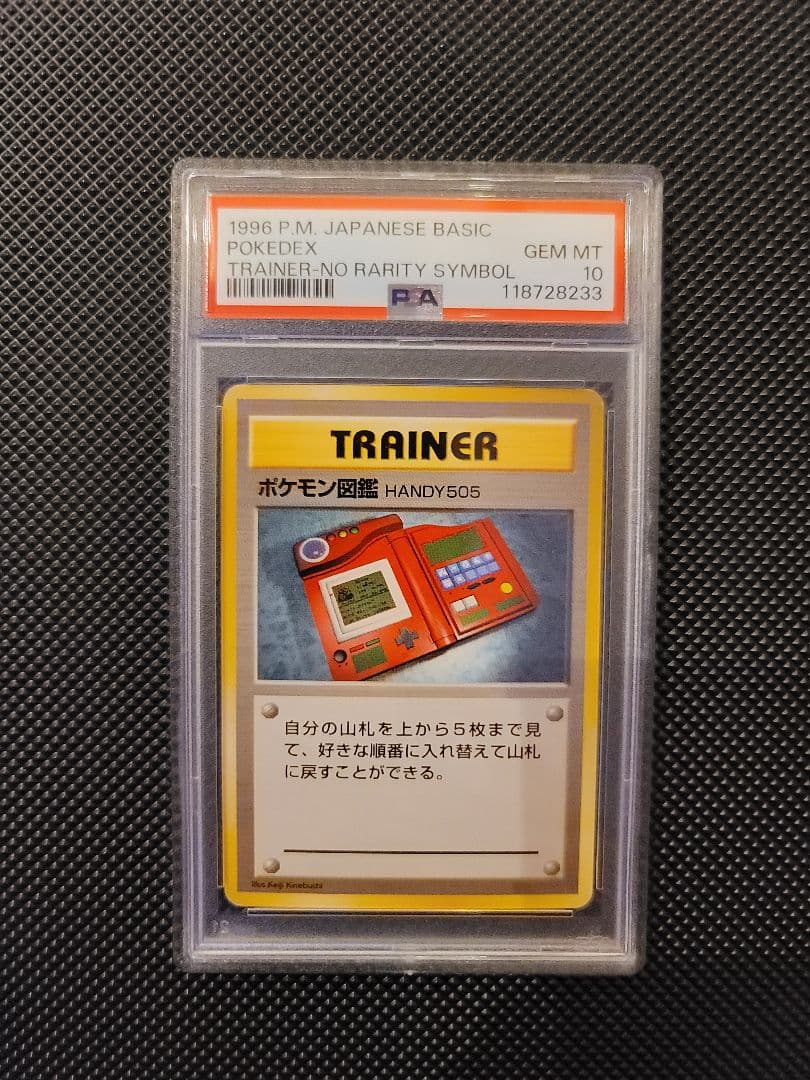 1996 P.M. JAPANESE BASIC
POKEDEX GEM MT
TRAINER-NO RARITY SYMBOL 10
PSA 118728233
TRAINER
ポケモン図鑑 HANDY505
自分の山札を上から5枚まで見
て、好きな順番に入れ替えて山札
に戻すことができる。
Illus. Keiji Kinebuchi